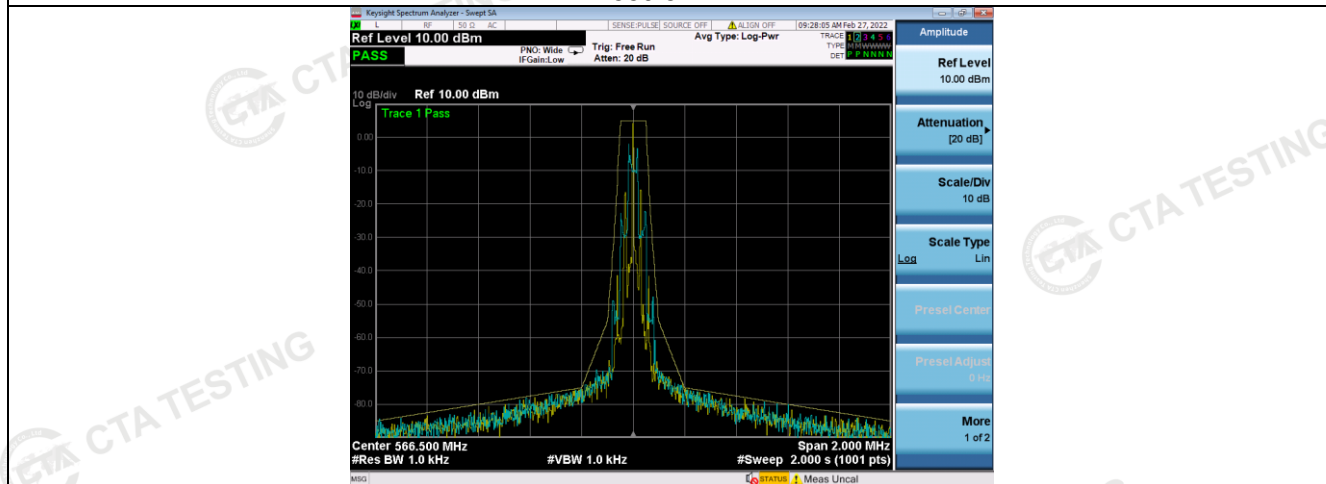 Keysight Spectrum Analyzer - Swept SA
L RF 50 Ω AC SENSE:PULSE SOURCE OFF ALIGN OFF 09:28:05 AM Feb 27, 2022
Ref Level 10.00 dBm
Avg Type: Log-Pwr
TRACE 1 2 3 4 5 6
TYPE MMWWWW
DET P P N N N N
PASS
PNO: Wide
IFGain:Low
Trig: Free Run
Atten: 20 dB
10 dB/div Ref 10.00 dBm
Log
Trace 1 Pass
0.00
-10.0
-20.0
-30.0
-40.0
-50.0
-60.0
-70.0
-80.0
Center 566.500 MHz
Span 2.000 MHz
#Res BW 1.0 kHz
#VBW 1.0 kHz
#Sweep 2.000 s (1001 pts)
MSG
STATUS
Meas Uncal
Amplitude
Ref Level
10.00 dBm
Attenuation
[20 dB]
Scale/Div
10 dB
Scale Type
Log Lin
Presel Center
Presel Adjust
0 Hz
More
1 of 2
CTA TESTING
CTA TESTING